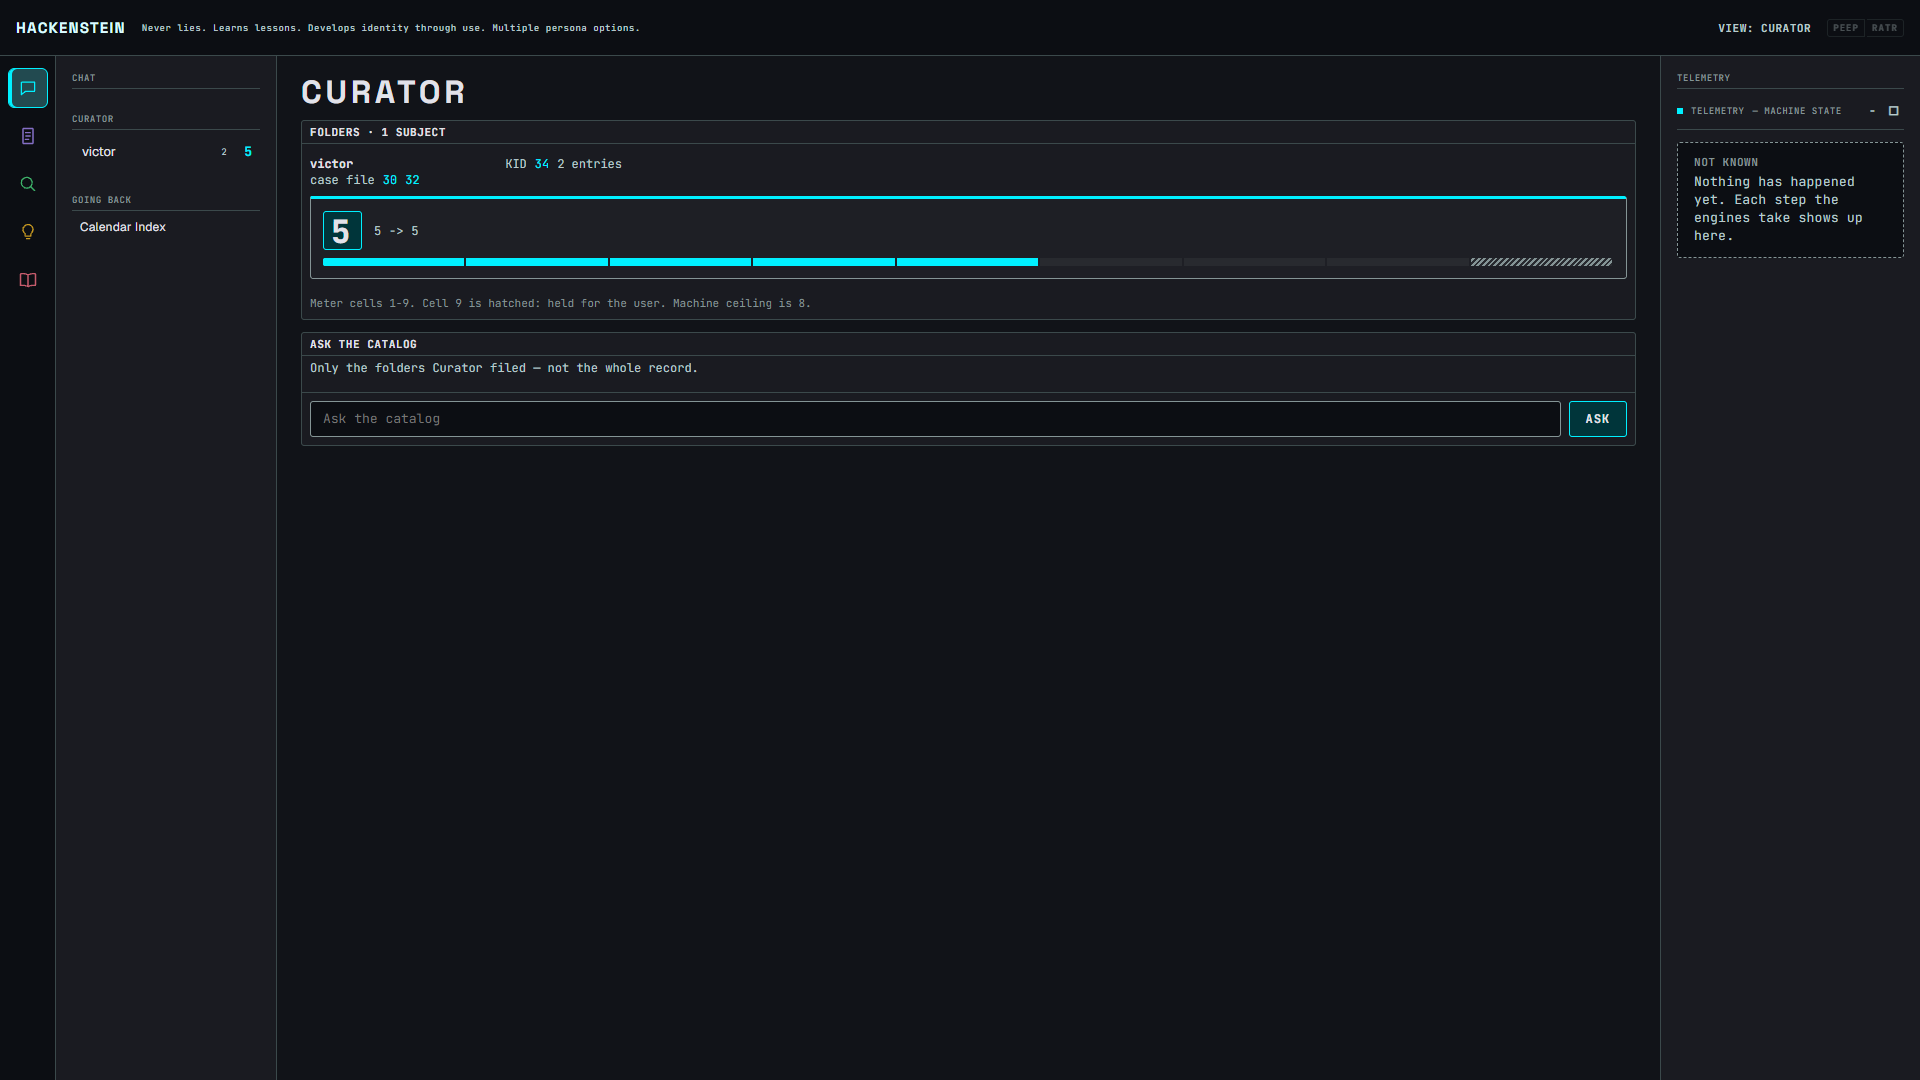 HACKENSTEIN
Never lies. Learns lessons. Develops identity through use. Multiple persona options.
VIEW: CURATOR
PEEP RATR
CHAT
CURATOR
victor 2 5
GOING BACK
Calendar Index
CURATOR
FOLDERS · 1 SUBJECT
victor KID 34 2 entries
case file 30 32
5 5 -> 5
Meter cells 1-9. Cell 9 is hatched: held for the user. Machine ceiling is 8.
ASK THE CATALOG
Only the folders Curator filed — not the whole record.
Ask the catalog
ASK
TELEMETRY
TELEMETRY — MACHINE STATE
NOT KNOWN
Nothing has happened
yet. Each step the
engines take shows up
here.